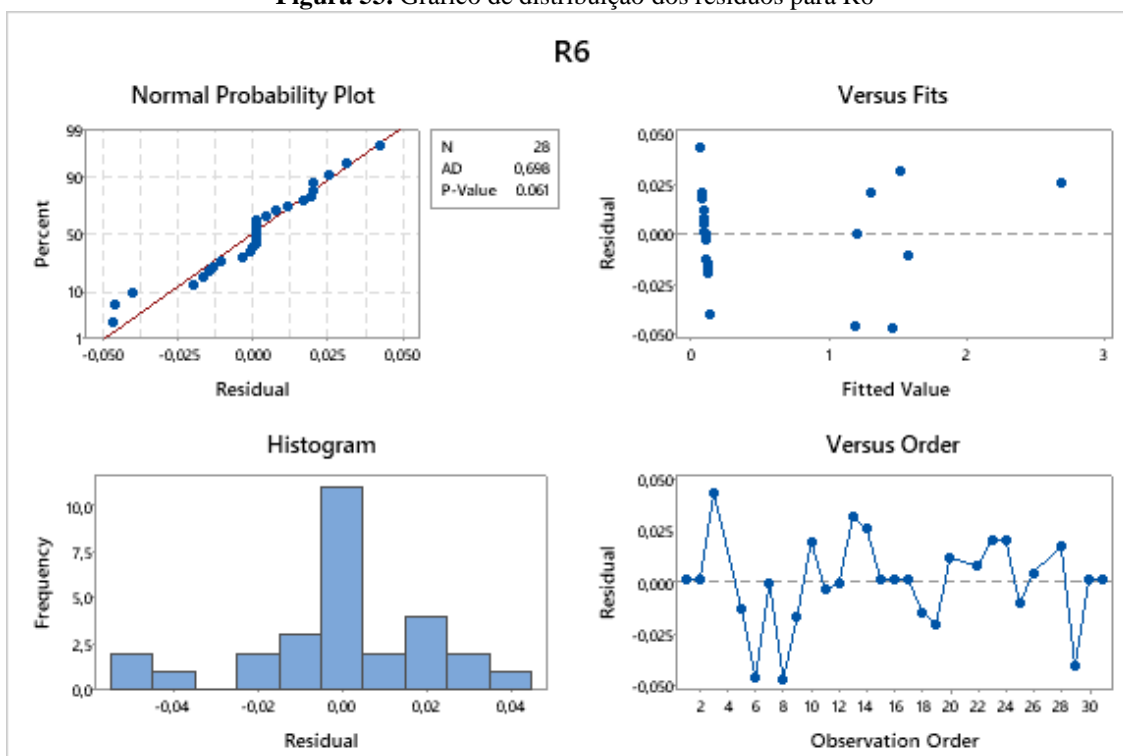 Figura 53. Gráfico de distribuição dos resíduos para R6
R6
Normal Probability Plot
99
90
50
10
1
Percent
-0,050 -0,025 0,000 0,025 0,050
Residual
N 28
AD 0,698
P-Value 0.061
Versus Fits
0,050
0,025
0,000
-0,025
-0,050
Residual
0 1 2 3
Fitted Value
Histogram
10,0
7,5
5,0
2,5
0,0
Frequency
-0,04 -0,02 0,00 0,02 0,04
Residual
Versus Order
0,050
0,025
0,000
-0,025
-0,050
Residual
2 4 6 8 10 12 14 16 18 20 22 24 26 28 30
Observation Order